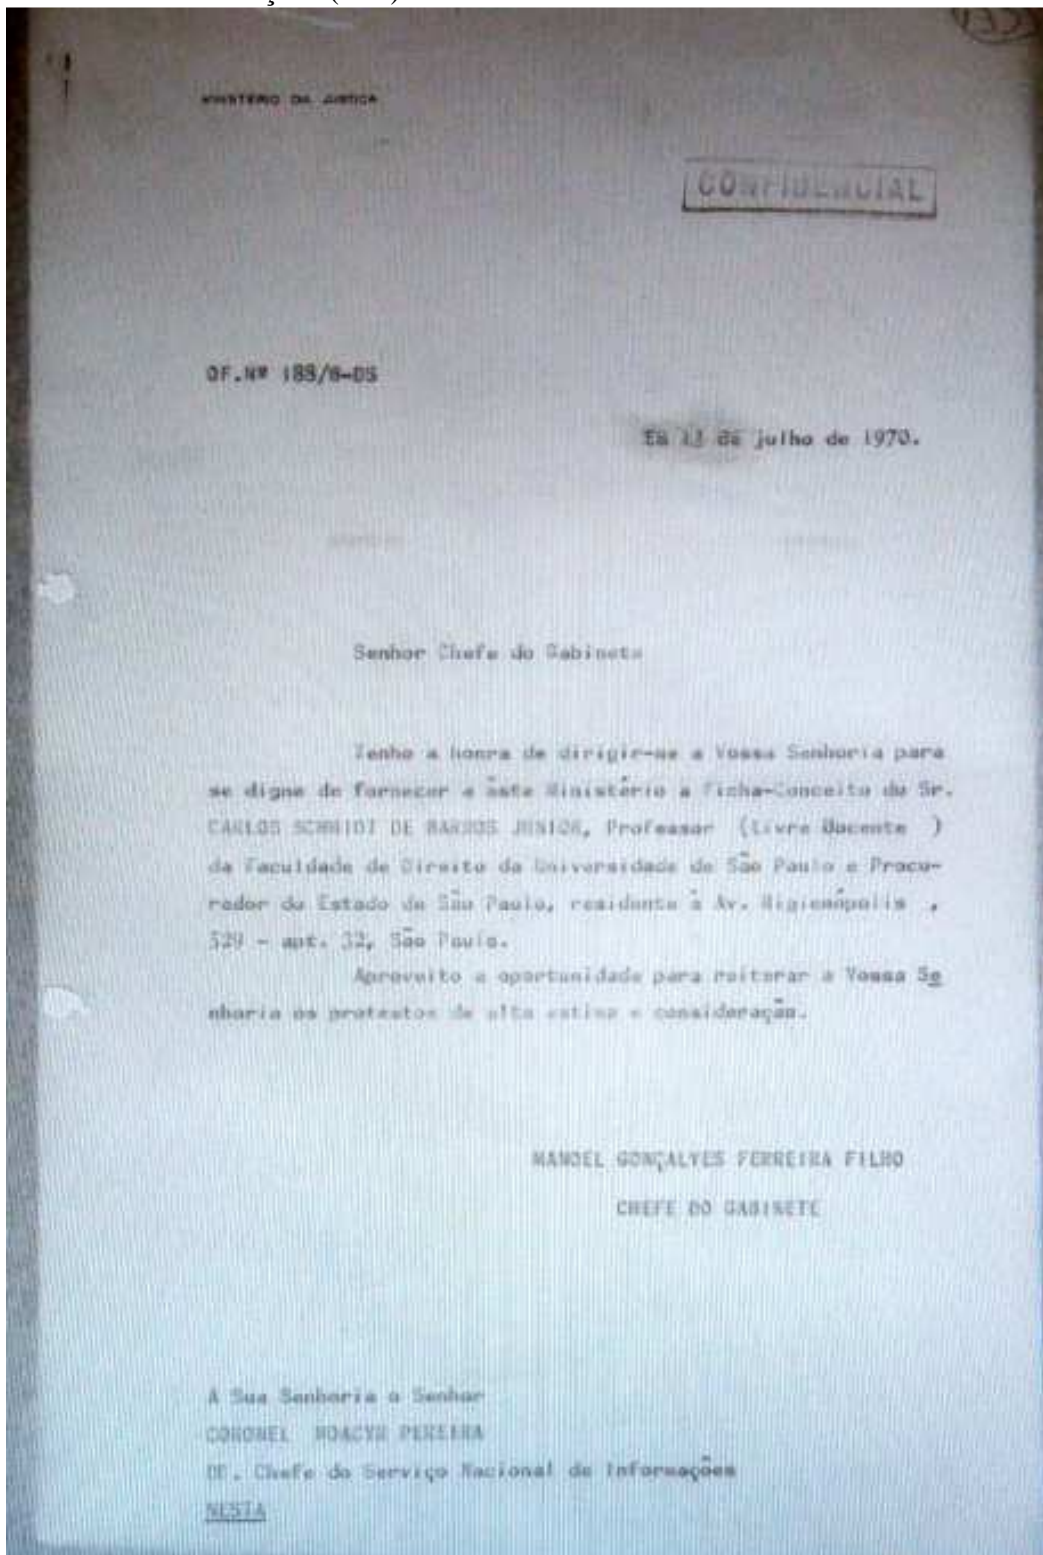 MINISTÉRIO DA JUSTIÇA
CONFIDENCIAL
OF.Nº 188/G-DS
Em 13 de julho de 1970.
Senhor Chefe do Gabinete
Tenho a honra de dirigir-me a Vossa Senhoria para
se digne de fornecer a êste Ministério a Ficha-Conceito do Sr.
CARLOS SCHMIDT DE BARROS JUNIOR, Professor (Livre Docente )
da Faculdade de Direito da Universidade de São Paulo e Procu-
rador do Estado de São Paulo, residente à Av. Higienópolis ,
529 - apt. 32, São Paulo.
Aproveito a oportunidade para reiterar a Vossa Se
nhoria os protestos de alta estima e consideração.
MANOEL GONÇALVES FERREIRA FILHO
CHEFE DO GABINETE
A Sua Senhoria o Senhor
CORONEL MOACYR PEREIRA
DD. Chefe do Serviço Nacional de Informações
NESTA